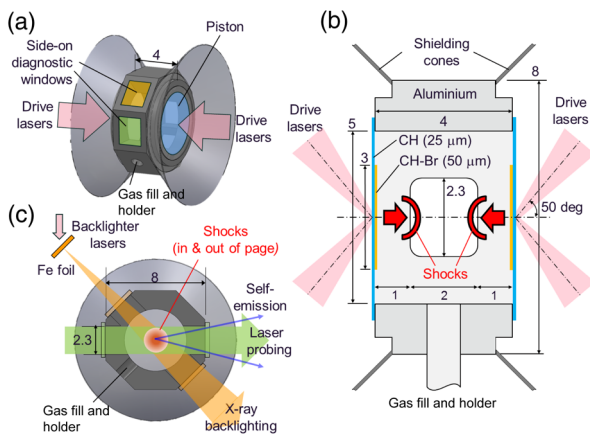 (a)
Side-on
diagnostic
windows
4
Piston
Drive
lasers
Drive
lasers
Gas fill and
holder
(b)
Shielding
cones
8
Aluminium
Drive
lasers
4
Drive
lasers
5
CH (25 μm)
3
CH-Br (50 μm)
2.3
50 deg
Shocks
1
2
1
Gas fill and holder
(c)
Backlighter
lasers
Shocks
(in & out of page)
Fe foil
8
Self-
emission
2.3
Laser
probing
Gas fill and
holder
X-ray
backlighting